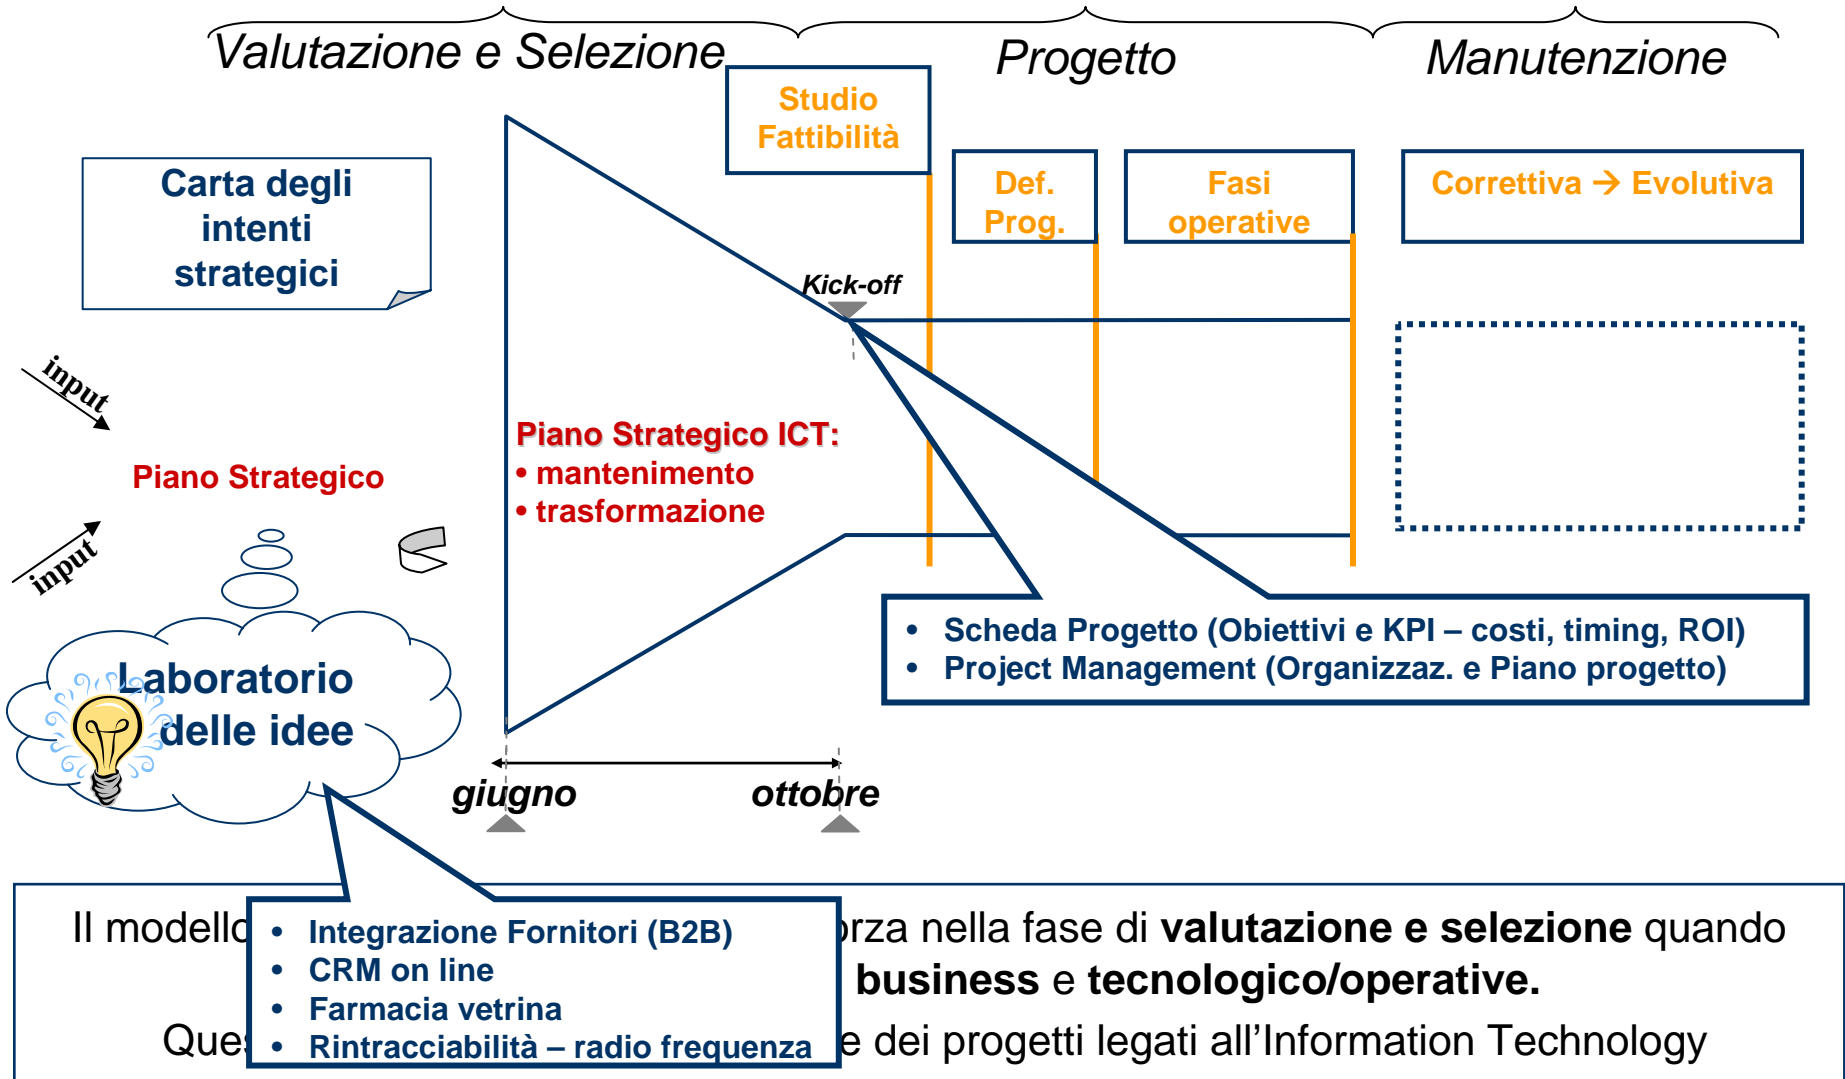 Valutazione e Selezione
Progetto
Manutenzione
Studio
Fattibilità
Carta degli
intenti
strategici
Def.
Prog.
Fasi
operative
Correttiva → Evolutiva
Kick-off
input
Piano Strategico ICT:
• mantenimento
• trasformazione
Piano Strategico
input
• Scheda Progetto (Obiettivi e KPI – costi, timing, ROI)
• Project Management (Organizzaz. e Piano progetto)
Laboratorio
delle idee
giugno
ottobre
Il modello
nella fase di valutazione e selezione quando
business e tecnologico/operative.
dei progetti legati all'Information Technology
• Integrazione Fornitori (B2B)
• CRM on line
• Farmacia vetrina
• Rintracciabilità – radio frequenza